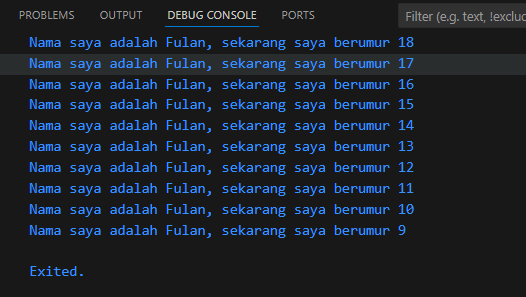 PROBLEMS OUTPUT DEBUG CONSOLE PORTS Filter (e.g. text, !exclu
Nama saya adalah Fulan, sekarang saya berumur 18
Nama saya adalah Fulan, sekarang saya berumur 17
Nama saya adalah Fulan, sekarang saya berumur 16
Nama saya adalah Fulan, sekarang saya berumur 15
Nama saya adalah Fulan, sekarang saya berumur 14
Nama saya adalah Fulan, sekarang saya berumur 13
Nama saya adalah Fulan, sekarang saya berumur 12
Nama saya adalah Fulan, sekarang saya berumur 11
Nama saya adalah Fulan, sekarang saya berumur 10
Nama saya adalah Fulan, sekarang saya berumur 9
Exited.